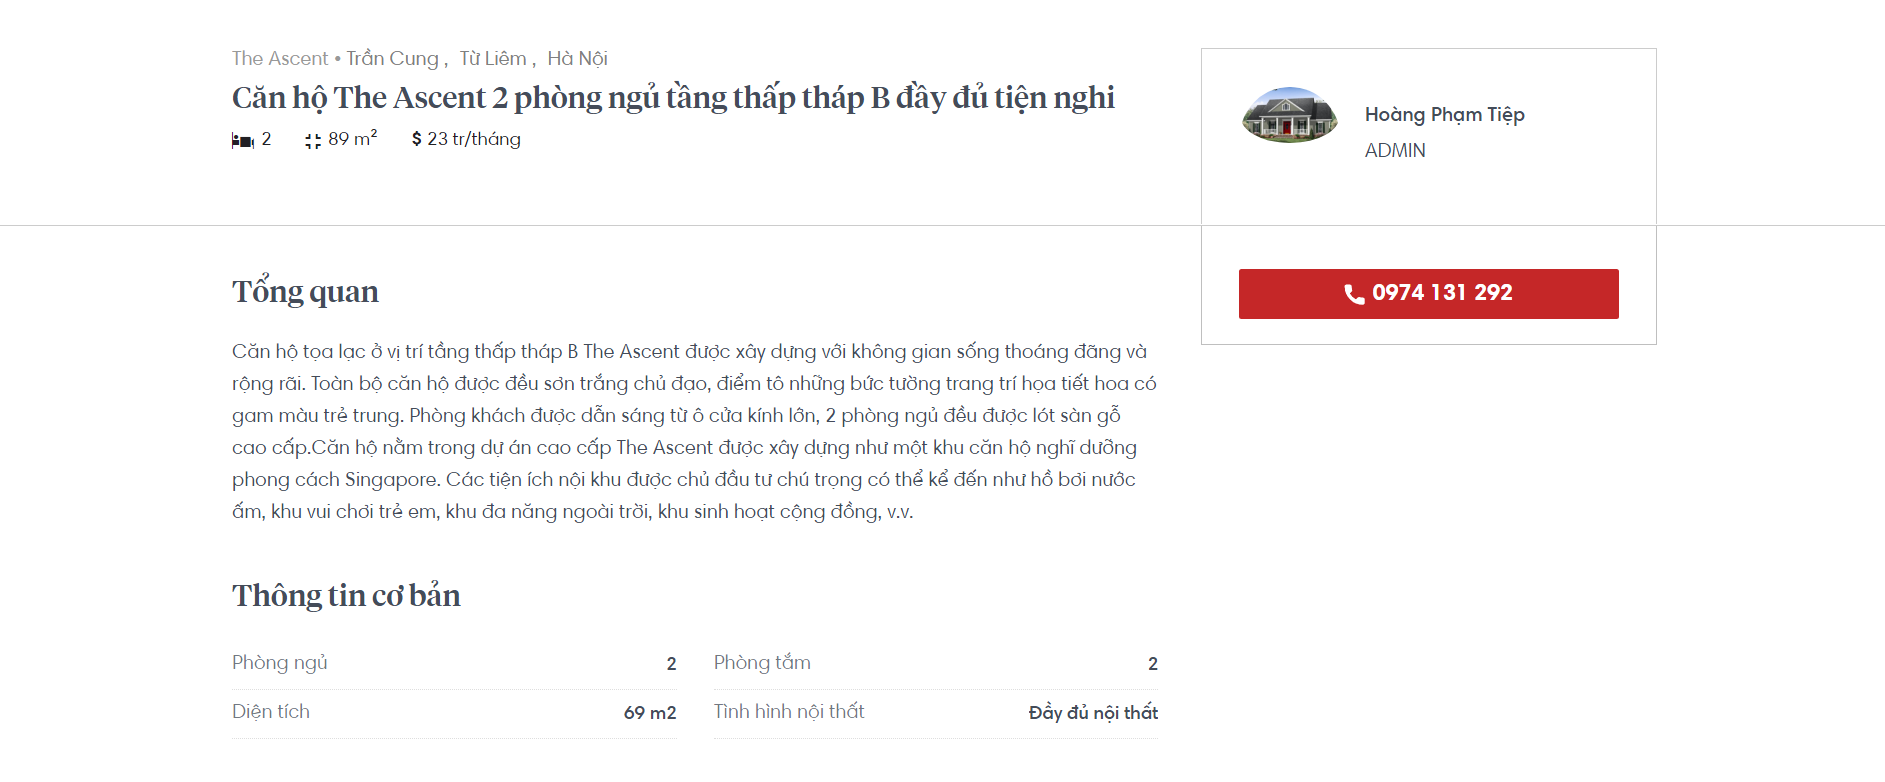 The Ascent • Trần Cung , Từ Liêm , Hà Nội
Căn hộ The Ascent 2 phòng ngủ tầng thấp tháp B đầy đủ tiện nghi
2 89 m² $ 23 tr/tháng
Hoàng Phạm Tiệp
ADMIN
0974 131 292
Tổng quan
Căn hộ tọa lạc ở vị trí tầng thấp tháp B The Ascent được xây dựng với không gian sống thoáng đãng và
rộng rãi. Toàn bộ căn hộ được đều sơn trắng chủ đạo, điểm tô những bức tường trang trí họa tiết hoa có
gam màu trẻ trung. Phòng khách được dẫn sáng từ ô cửa kính lớn, 2 phòng ngủ đều được lót sàn gỗ
cao cấp.Căn hộ nằm trong dự án cao cấp The Ascent được xây dựng như một khu căn hộ nghĩ dưỡng
phong cách Singapore. Các tiện ích nội khu được chủ đầu tư chú trọng có thể kể đến như hồ bơi nước
ấm, khu vui chơi trẻ em, khu đa năng ngoài trời, khu sinh hoạt cộng đồng, v.v.
Thông tin cơ bản
Phòng ngủ 2 Phòng tắm 2
Diện tích 69 m2 Tình hình nội thất Đầy đủ nội thất